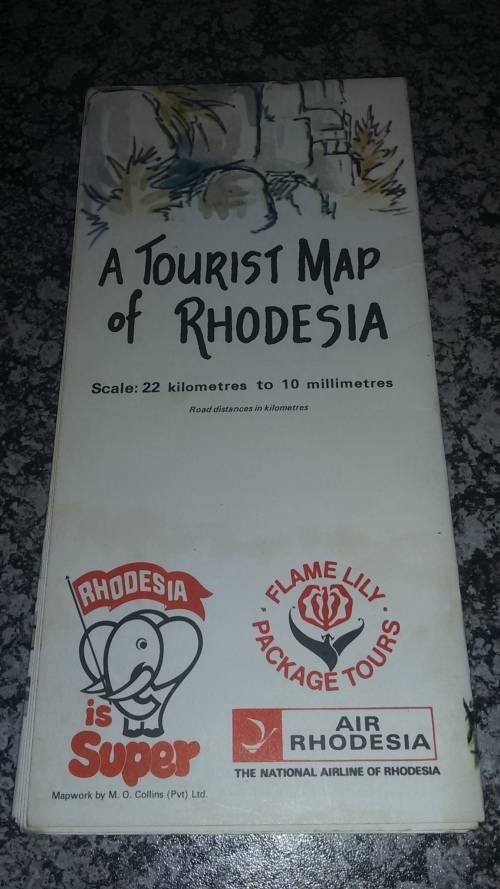 A TOURIST MAP
of RHODESIA
Scale: 22 kilometres to 10 millimetres
Road distances in kilometres
RHODESIA
is
Super
Mapwork by M. O. Collins (Pvt) Ltd.
· FLAME LILY ·
PACKAGE TOURS
AIR
RHODESIA
THE NATIONAL AIRLINE OF RHODESIA